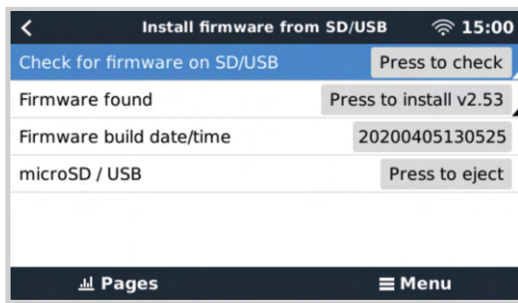 Install firmware from SD/USB 15:00
Check for firmware on SD/USB Press to check
Firmware found Press to install v2.53
Firmware build date/time 20200405130525
microSD / USB Press to eject
Pages Menu